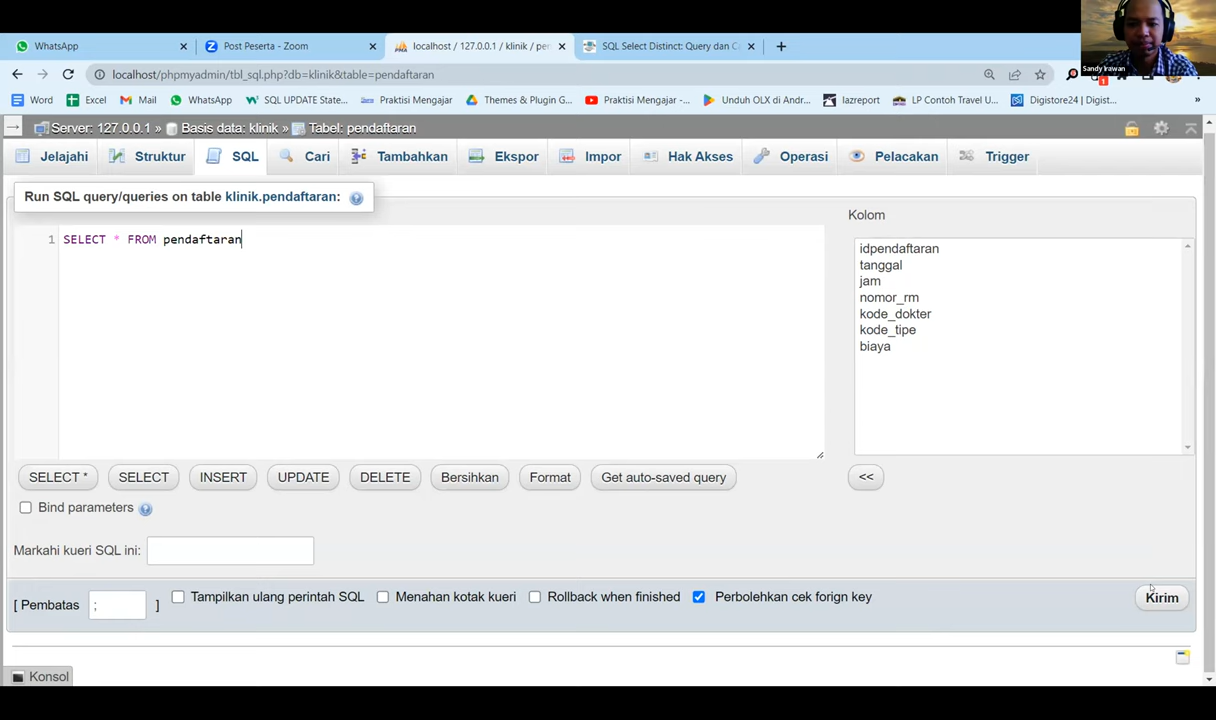 WhatsApp
Post Peserta - Zoom
localhost / 127.0.0.1 / klinik / pen
SQL Select Distinct: Query dan C
Sandy Irawan
localhost/phpmyadmin/tbl_sql.php?db=klinik&table=pendaftaran
Word
Excel
Mail
WhatsApp
SQL UPDATE State...
Praktisi Mengajar
Themes & Plugin G...
Praktisi Mengajar -...
Unduh OLX di Andr...
lazreport
LP Contoh Travel U...
Digistore24 | Digist...
Server: 127.0.0.1 » Basis data: klinik » Tabel: pendaftaran
Jelajahi
Struktur
SQL
Cari
Tambahkan
Ekspor
Impor
Hak Akses
Operasi
Pelacakan
Trigger
Run SQL query/queries on table klinik.pendaftaran:
Kolom
1 SELECT * FROM pendaftaran
idpendaftaran
tanggal
jam
nomor_rm
kode_dokter
kode_tipe
biaya
SELECT *
SELECT
INSERT
UPDATE
DELETE
Bersihkan
Format
Get auto-saved query
<<
Bind parameters
Markahi kueri SQL ini:
[ Pembatas ; ]
Tampilkan ulang perintah SQL
Menahan kotak kueri
Rollback when finished
Perbolehkan cek forign key
Kirim
Konsol